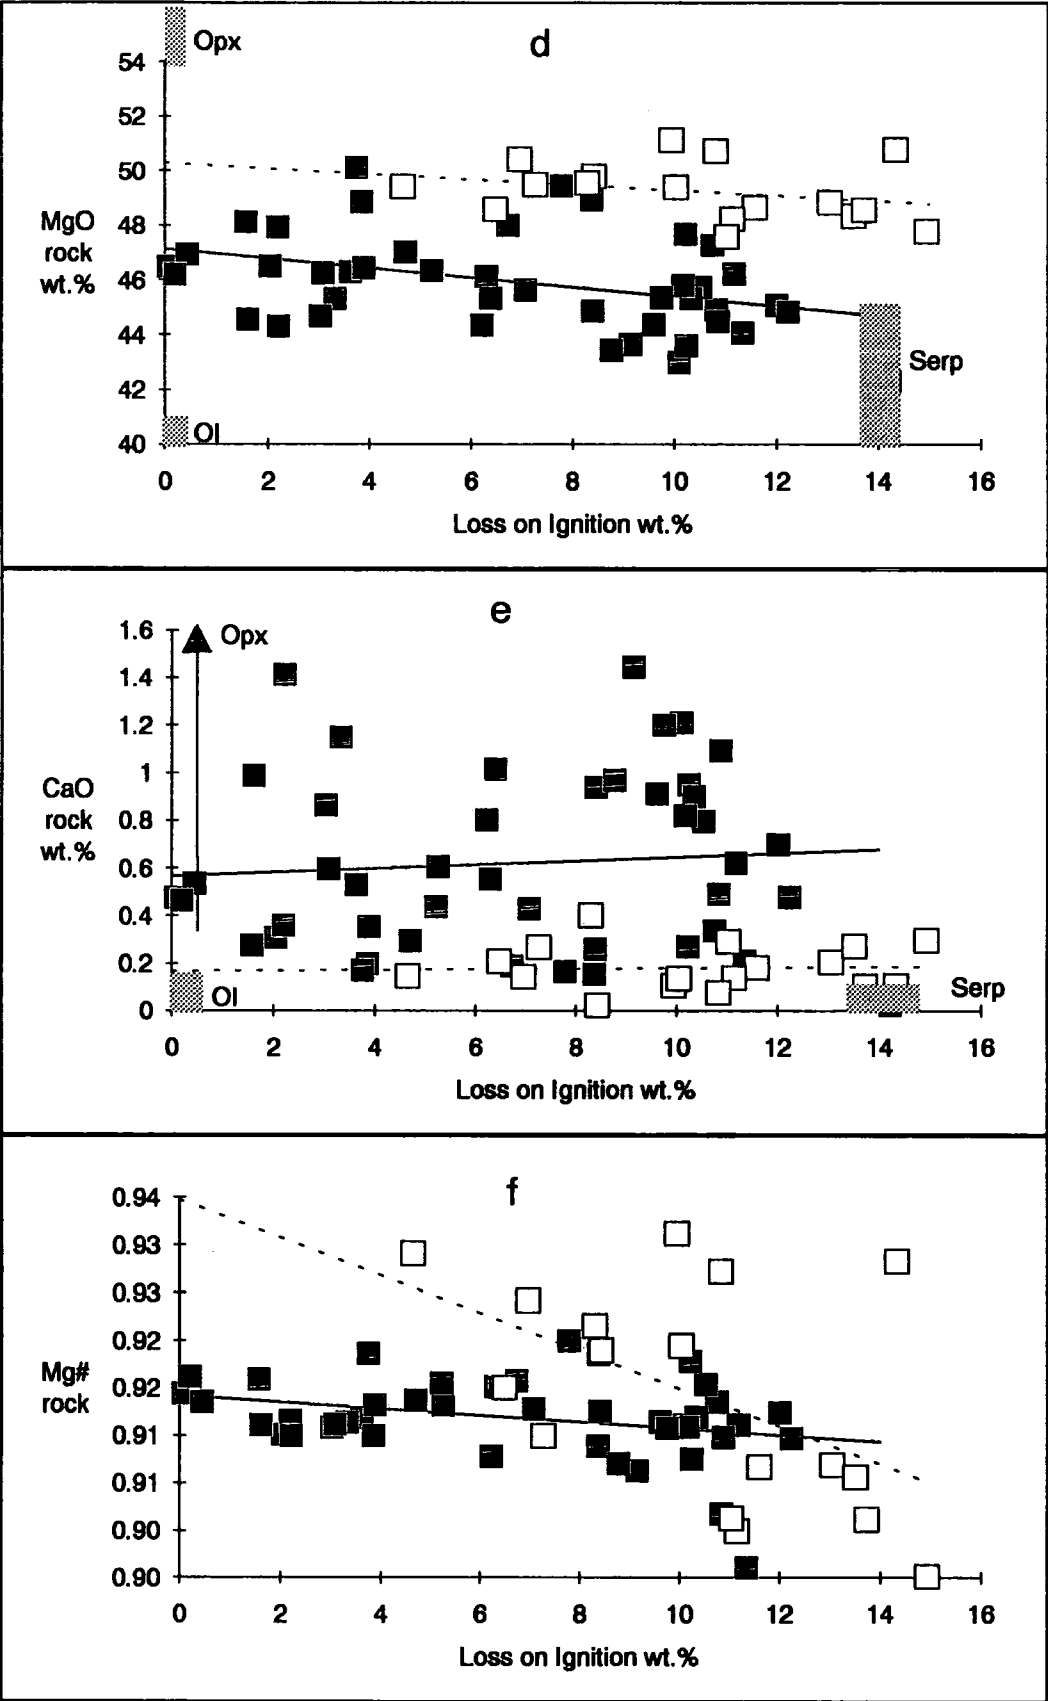 d
Opx
54
52
50
48
46
44
42
40
MgO
rock
wt.%
Serp
Ol
0 2 4 6 8 10 12 14 16
Loss on Ignition wt.%
e
Opx
1.6
1.4
1.2
1
0.8
0.6
0.4
0.2
0
CaO
rock
wt.%
Ol
Serp
0 2 4 6 8 10 12 14 16
Loss on Ignition wt.%
f
0.94
0.93
0.93
0.92
0.92
0.91
0.91
0.90
0.90
Mg#
rock
0 2 4 6 8 10 12 14 16
Loss on Ignition wt.%